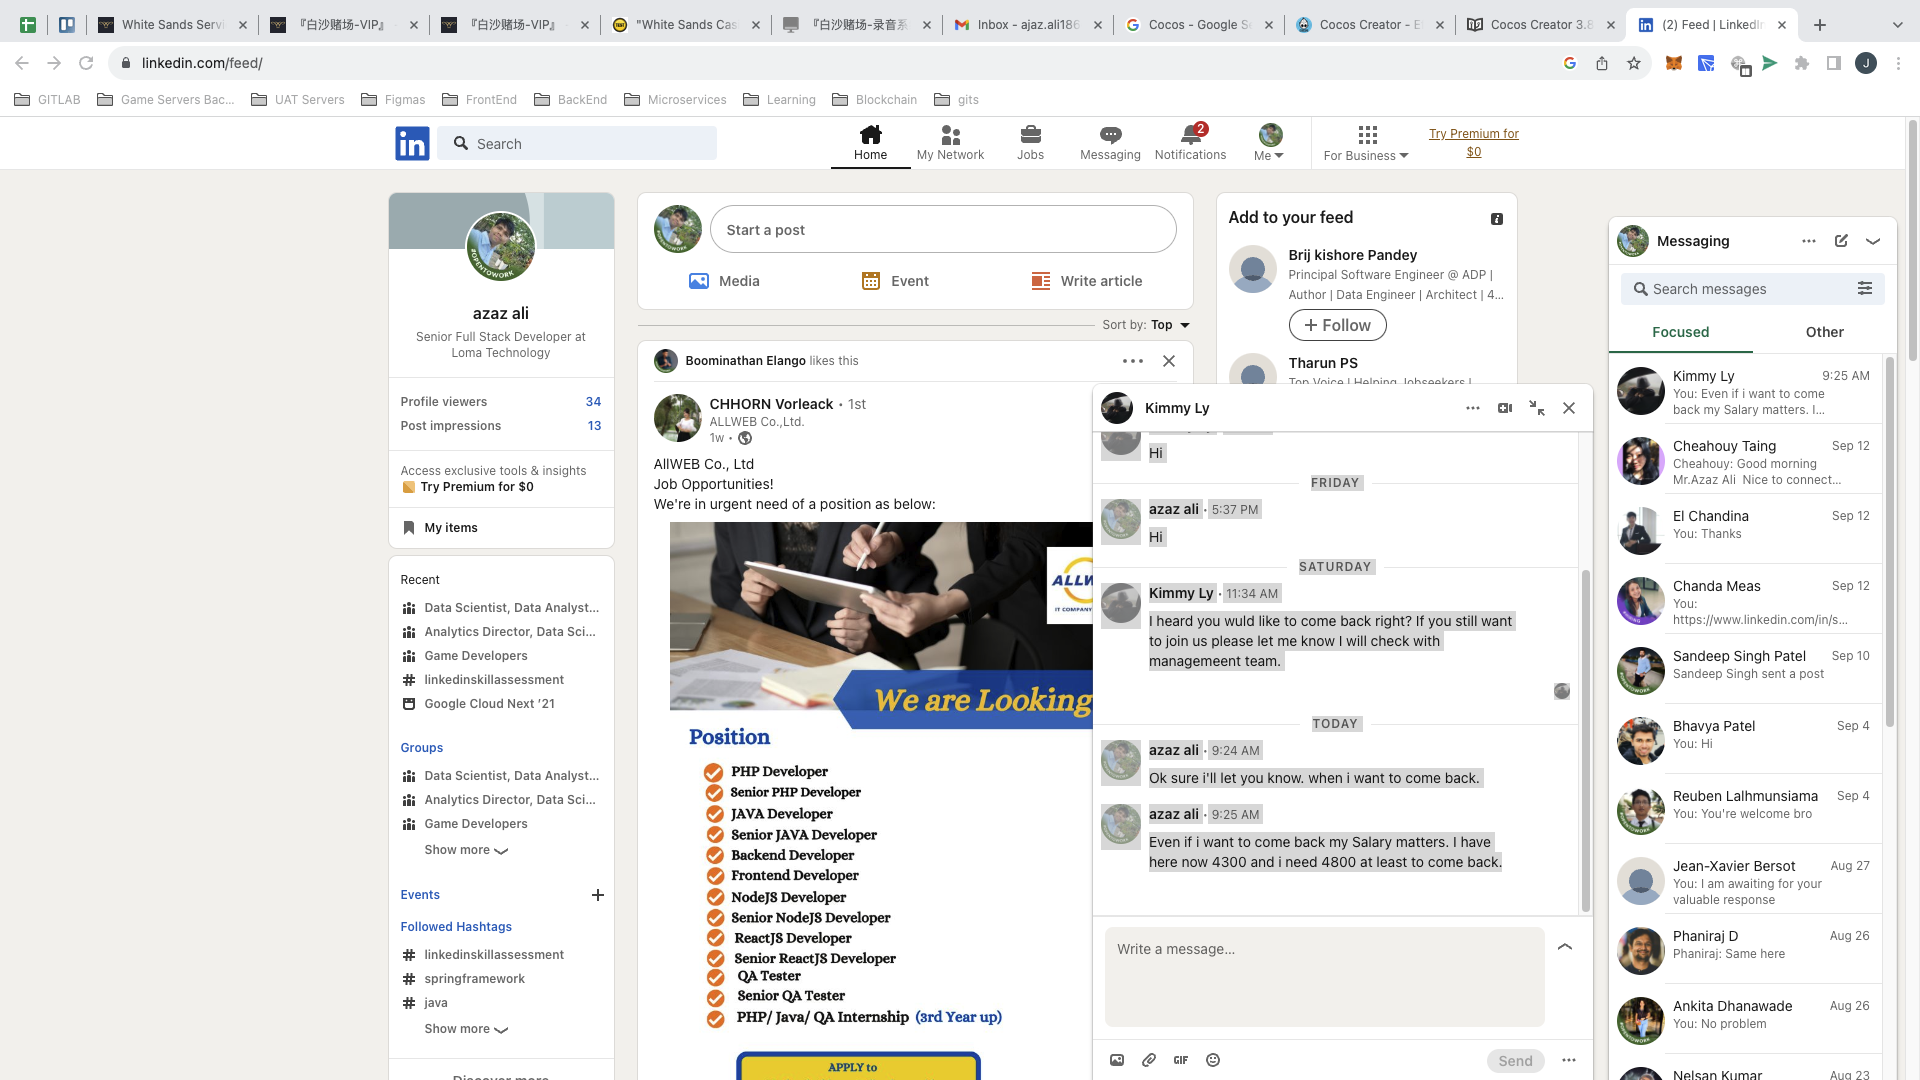 White Sands Servi
『白沙赌场-VIP』
『白沙赌场-VIP』
"White Sands Cas
『白沙赌场-录音系
Inbox - ajaz.ali186
Cocos - Google Se
Cocos Creator - E
Cocos Creator 3.8
(2) Feed | LinkedIn
linkedin.com/feed/
J
GITLAB
Game Servers Bac...
UAT Servers
Figmas
FrontEnd
BackEnd
Microservices
Learning
Blockchain
gits
in
Search
Home
My Network
Jobs
Messaging
2
Notifications
Me
For Business
Try Premium for
$0
#OPENTOWORK
azaz ali
Senior Full Stack Developer at
Loma Technology
Profile viewers 34
Post impressions 13
Access exclusive tools & insights
Try Premium for $0
My items
Recent
Data Scientist, Data Analyst...
Analytics Director, Data Sci...
Game Developers
# linkedinskillassessment
Google Cloud Next ’21
Groups
Data Scientist, Data Analyst...
Analytics Director, Data Sci...
Game Developers
Show more
Events +
Followed Hashtags
# linkedinskillassessment
# springframework
# java
Show more
Discover more
Start a post
Media
Event
Write article
Sort by: Top
Boominathan Elango likes this
CHHORN Vorleack • 1st
ALLWEB Co.,Ltd.
1w •
AllWEB Co., Ltd
Job Opportunities!
We're in urgent need of a position as below:
ALLW
IT COMPANY
We are Looking
Position
PHP Developer
Senior PHP Developer
JAVA Developer
Senior JAVA Developer
Backend Developer
Frontend Developer
NodeJS Developer
Senior NodeJS Developer
ReactJS Developer
Senior ReactJS Developer
QA Tester
Senior QA Tester
PHP/ Java/ QA Internship (3rd Year up)
APPLY to
Add to your feed
Brij kishore Pandey
Principal Software Engineer @ ADP |
Author | Data Engineer | Architect | 4...
+ Follow
Tharun PS
Top Voice | Helping Jobseekers |
Kimmy Ly
Hi
FRIDAY
azaz ali • 5:37 PM
Hi
SATURDAY
Kimmy Ly • 11:34 AM
I heard you wuld like to come back right? If you still want
to join us please let me know I will check with
managemeent team.
TODAY
azaz ali • 9:24 AM
Ok sure i'll let you know. when i want to come back.
azaz ali • 9:25 AM
Even if i want to come back my Salary matters. I have
here now 4300 and i need 4800 at least to come back.
Write a message...
GIF
Send
Messaging
Search messages
Focused
Other
Kimmy Ly 9:25 AM
You: Even if i want to come
back my Salary matters. I...
Cheahouy Taing Sep 12
Cheahouy: Good morning
Mr.Azaz Ali Nice to connect...
El Chandina Sep 12
You: Thanks
Chanda Meas Sep 12
You:
https://www.linkedin.com/in/s...
Sandeep Singh Patel Sep 10
Sandeep Singh sent a post
Bhavya Patel Sep 4
You: Hi
Reuben Lalhmunsiama Sep 4
You: You're welcome bro
Jean-Xavier Bersot Aug 27
You: I am awaiting for your
valuable response
Phaniraj D Aug 26
Phaniraj: Same here
Ankita Dhanawade Aug 26
You: No problem
Nelsan Kumar Aug 23